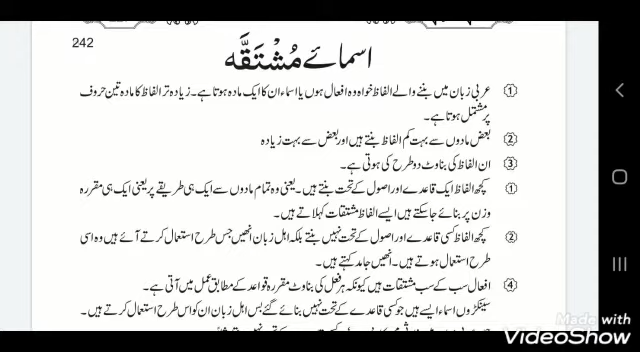 242
اسمائے مُشْتَقَّه
① عربی زبان میں بننے والے الفاظ خواہ وہ افعال ہوں یا اسماء ان کا ایک مادہ ہوتا ہے۔ زیادہ تر الفاظ کا مادہ تین حروف
پر مشتمل ہوتا ہے۔
② بعض مادوں سے بہت کم الفاظ بنتے ہیں اور بعض سے بہت زیادہ
③ ان الفاظ کی بناوٹ دو طرح کی ہوتی ہے۔
① کچھ الفاظ ایک قاعدے اور اصول کے تحت بنتے ہیں۔ یعنی وہ تمام مادوں سے ایک ہی طریقے پر یعنی ایک ہی مقررہ
وزن پر بنائے جا سکتے ہیں ایسے الفاظ مشتقات کہلاتے ہیں۔
② کچھ الفاظ کسی قاعدے اور اصول کے تحت نہیں بنتے بلکہ اہل زبان انھیں جس طرح استعمال کرتے آئے ہیں وہ اسی
طرح استعمال ہوتے ہیں۔ انھیں جامد کہتے ہیں۔
④ افعال سب کے سب مشتقات ہیں کیونکہ ہر فعل کی بناوٹ مقررہ قواعد کے مطابق عمل میں آتی ہے۔
سینکڑوں اسماء ایسے ہیں جو کسی قاعدے کے تحت نہیں بنائے گئے بس اہل زبان ان کو اس طرح استعمال کرتے ہیں۔
Made with
VideoShow